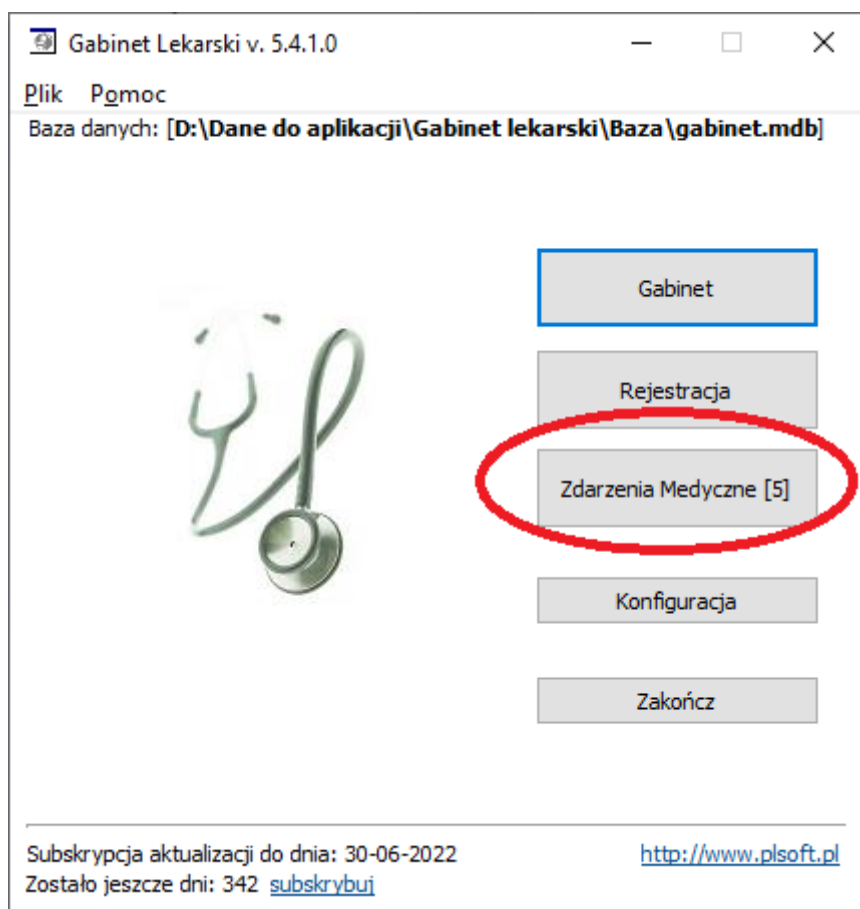 Gabinet Lekarski v. 5.4.1.0
Plik Pomoc
Baza danych: [D:\Dane do aplikacji\Gabinet lekarski\Baza\gabinet.mdb]
Gabinet
Rejestracja
Zdarzenia Medyczne [5]
Konfiguracja
Zakończ
Subskrypcja aktualizacji do dnia: 30-06-2022 http://www.plsoft.pl
Zostało jeszcze dni: 342 subskrybuj